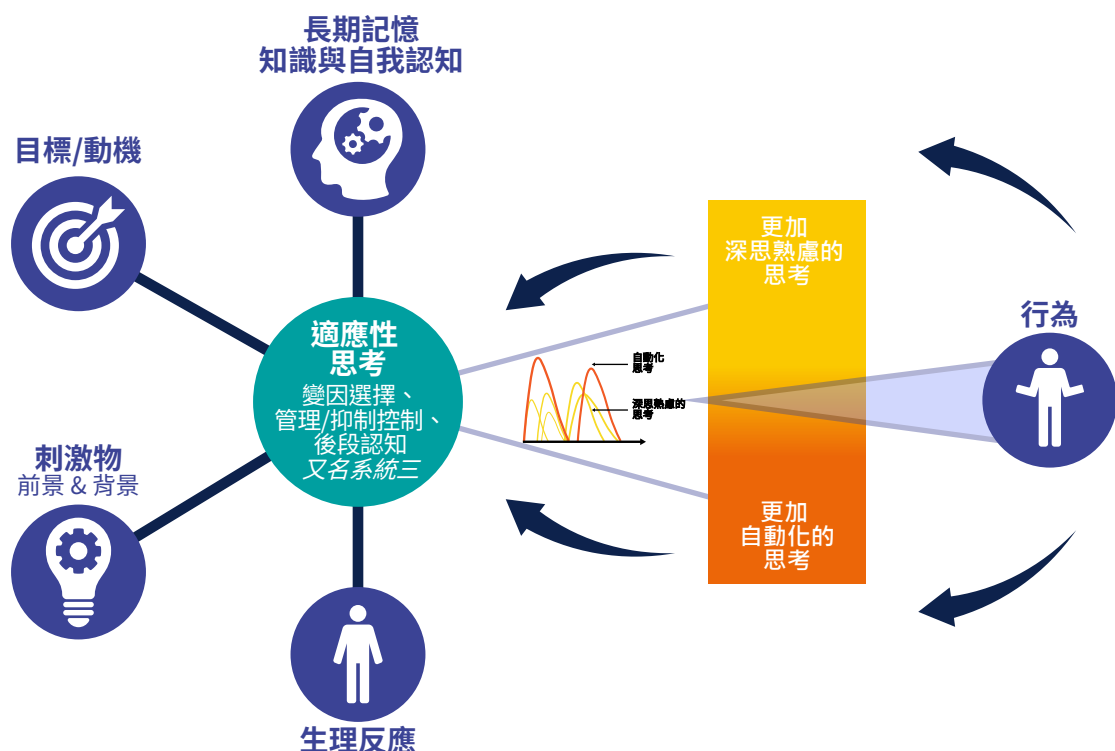 長期記憶
知識與自我認知
目標/動機
更加
深思熟慮的
思考
行為
適應性
思考
變因選擇、
管理/抑制控制、
後段認知
又名系統三
自動化
思考
深思熟慮的
思考
刺激物
前景 & 背景
更加
自動化的
思考
生理反應